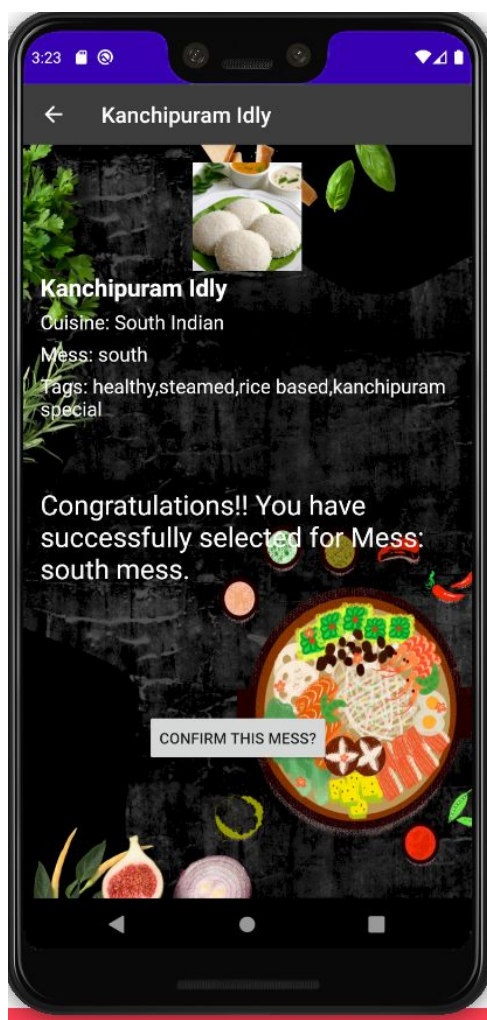 3:23
Kanchipuram Idly
Kanchipuram Idly
Cuisine: South Indian
Mess: south
Tags: healthy,steamed,rice based,kanchipuram
special
Congratulations!! You have
successfully selected for Mess:
south mess.
CONFIRM THIS MESS?